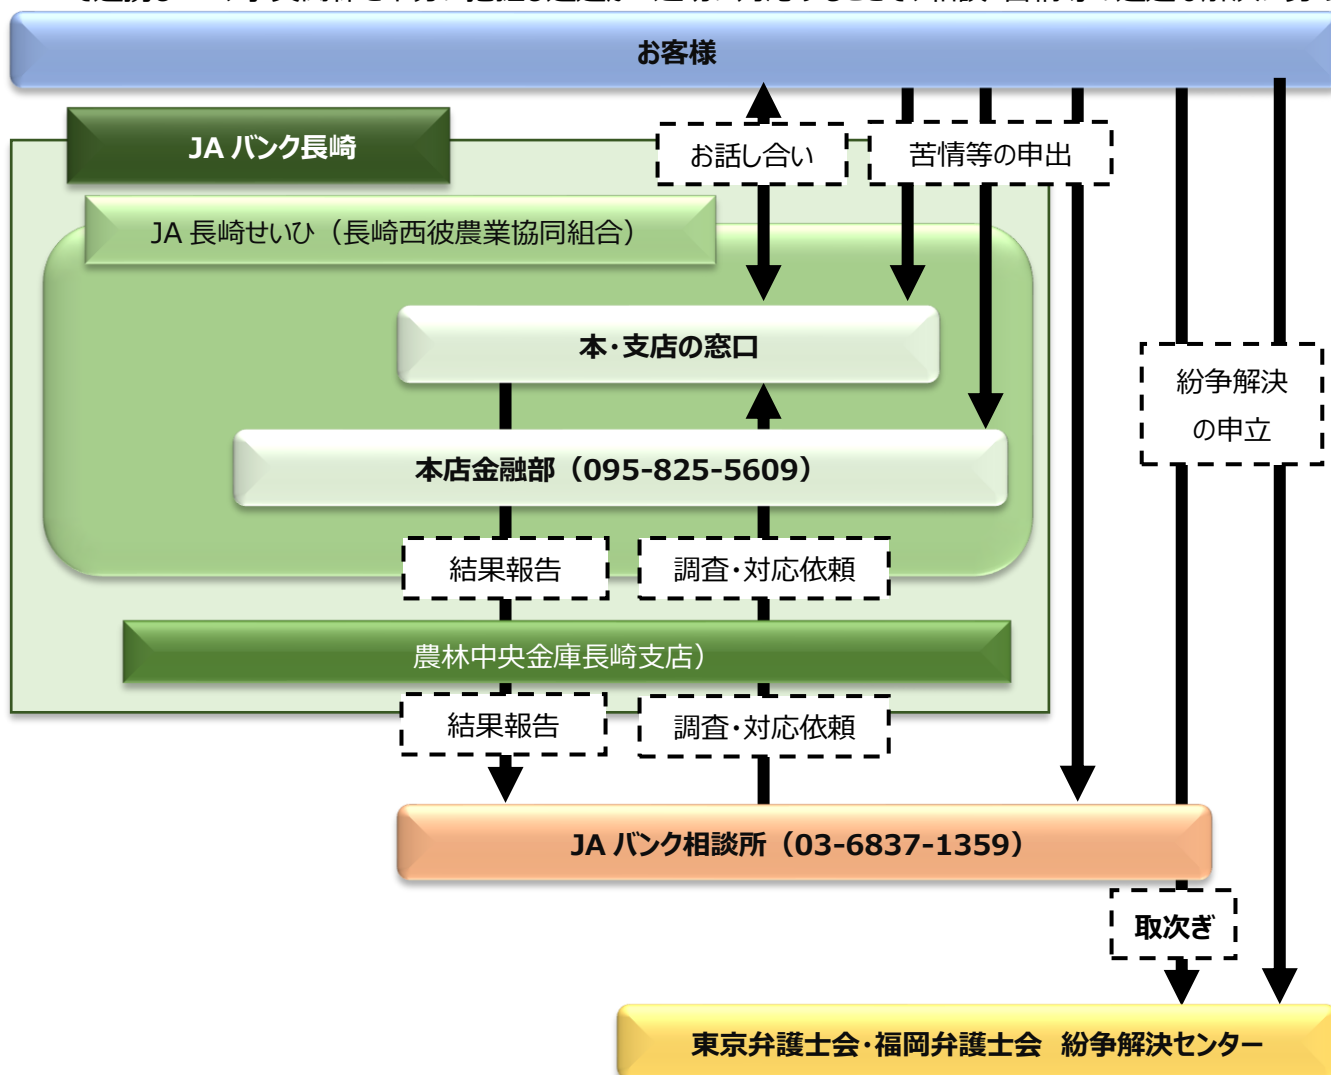 お客様
JA バンク長崎
お話し合い
苦情等の申出
JA 長崎せいひ（長崎西彼農業協同組合）
本・支店の窓口
紛争解決
の申立
本店金融部（095-825-5609）
結果報告
調査・対応依頼
農林中央金庫長崎支店）
結果報告
調査・対応依頼
JA バンク相談所（03-6837-1359）
取次ぎ
東京弁護士会・福岡弁護士会 紛争解決センター